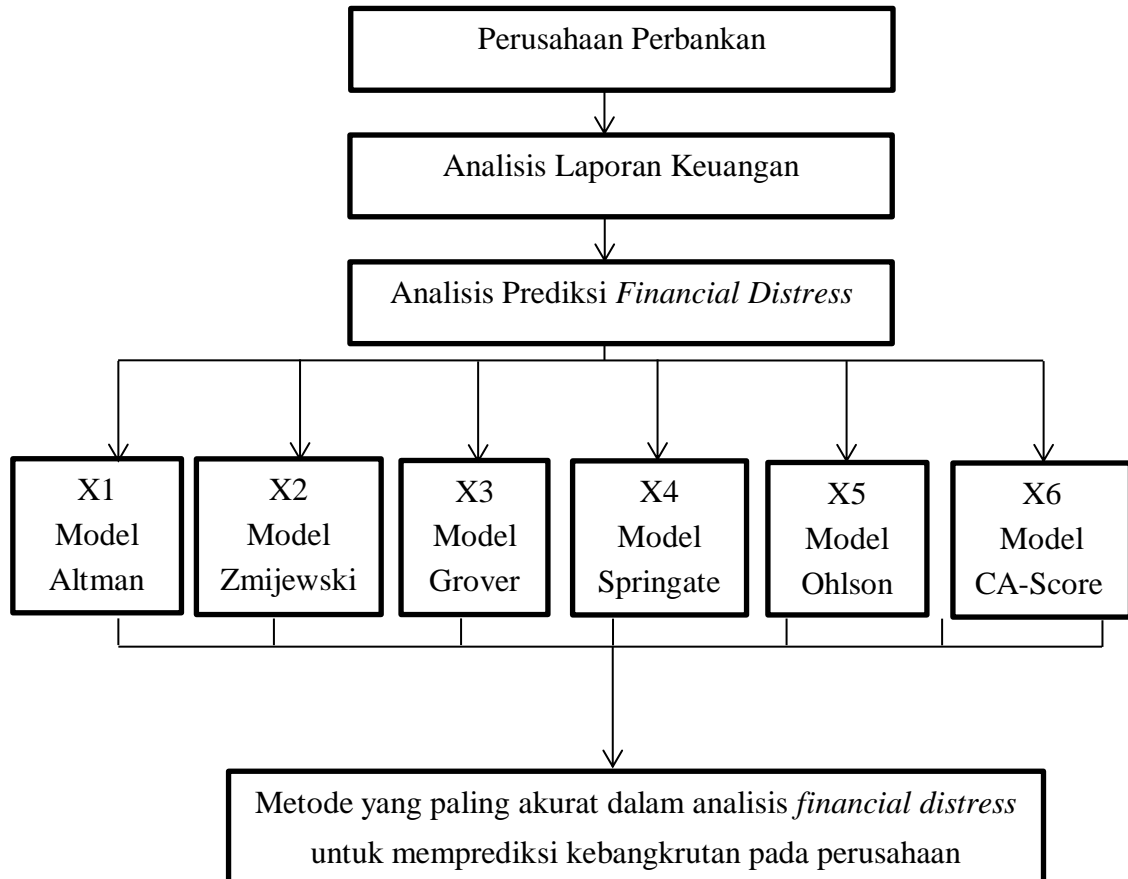 Perusahaan Perbankan
Analisis Laporan Keuangan
Analisis Prediksi Financial Distress
X1
Model
Altman
X2
Model
Zmijewski
X3
Model
Grover
X4
Model
Springate
X5
Model
Ohlson
X6
Model
CA-Score
Metode yang paling akurat dalam analisis financial distress
untuk memprediksi kebangkrutan pada perusahaan